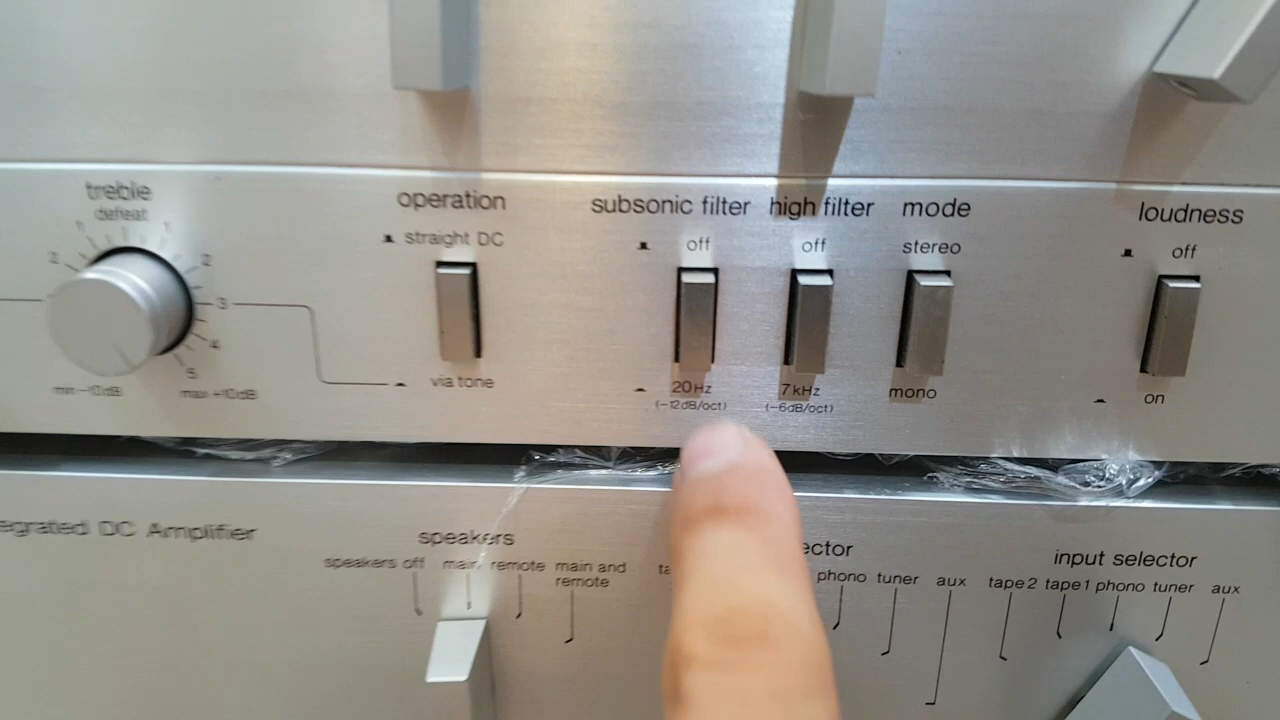 treble
defeat
1 1
2 2
3
4
5
min -10dB max +10dB
operation
straight DC
via tone
subsonic filter
off
20Hz
(-12dB/oct)
high filter
off
7kHz
(-6dB/oct)
mode
stereo
mono
loudness
off
on
egrated DC Amplifier
speakers
speakers off main remote main and
remote
ta
ector
phono tuner aux
input selector
tape 2 tape 1 phono tuner aux